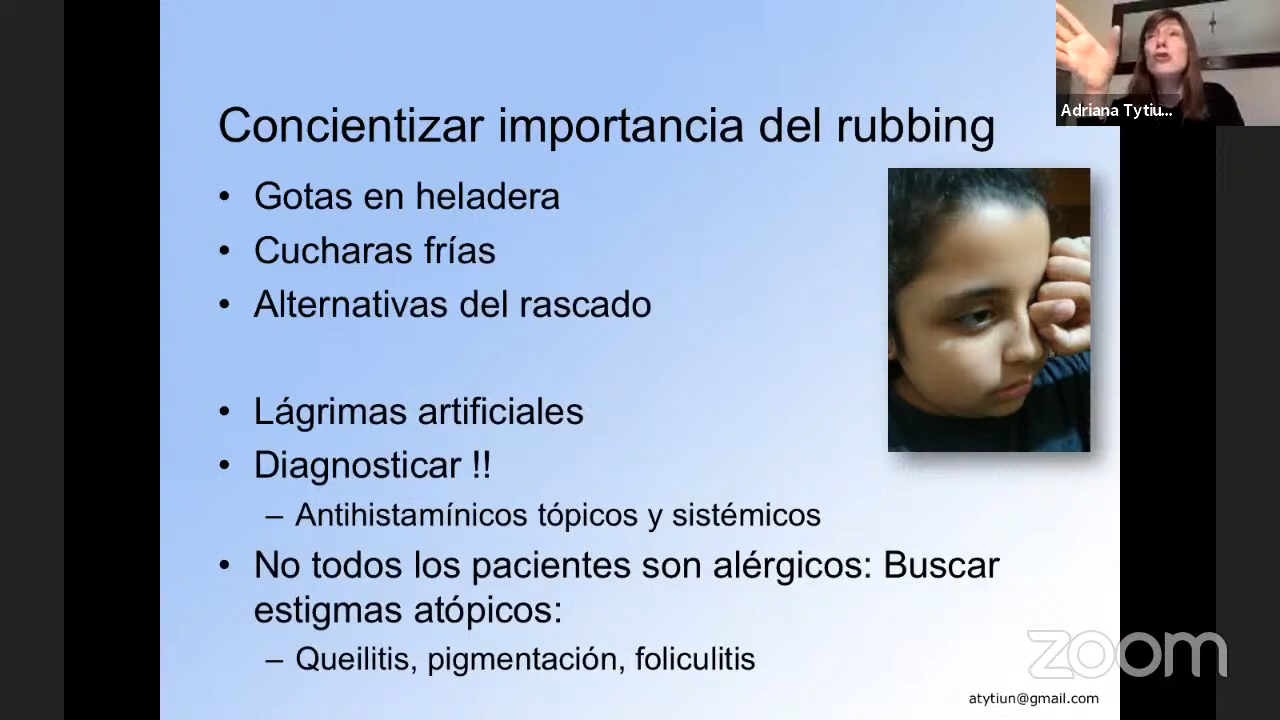 Adriana Tytiu...
Concientizar importancia del rubbing
• Gotas en heladera
• Cucharas frías
• Alternativas del rascado
• Lágrimas artificiales
• Diagnosticar !!
– Antihistamínicos tópicos y sistémicos
• No todos los pacientes son alérgicos: Buscar
estigmas atópicos:
– Queilitis, pigmentación, foliculitis
zoom
atytiun@gmail.com